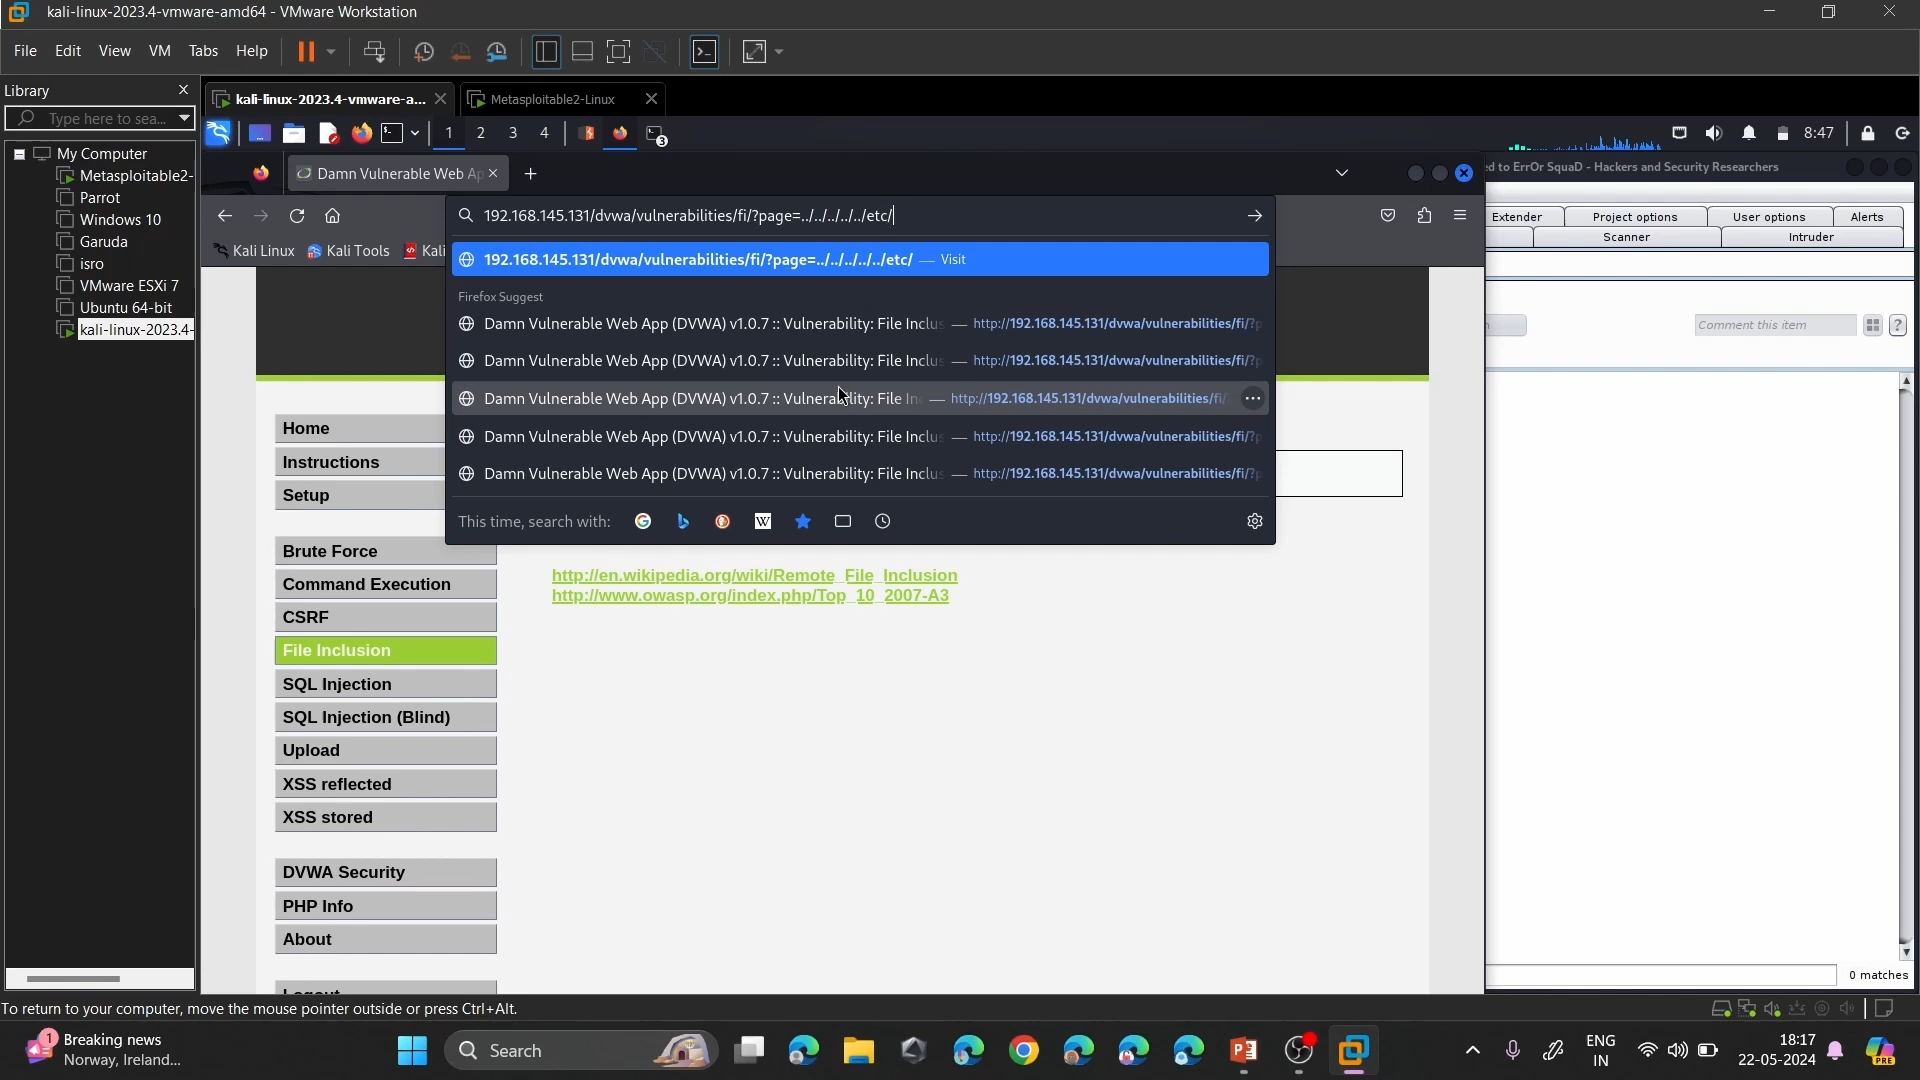 kali-linux-2023.4-vmware-amd64 - VMware Workstation
File Edit View VM Tabs Help
Library
kali-linux-2023.4-vmware-a...
Metasploitable2-Linux
Type here to sea...
1 2 3 4
3
8:47
My Computer
Metasploitable2-
Parrot
Windows 10
Garuda
isro
VMware ESXi 7
Ubuntu 64-bit
kali-linux-2023.4-
Damn Vulnerable Web Ap
ed to ErrOr SquaD - Hackers and Security Researchers
192.168.145.131/dvwa/vulnerabilities/fi/?page=../../../../../etc/
Extender Project options User options Alerts
Scanner Intruder
Kali Linux Kali Tools Kali
192.168.145.131/dvwa/vulnerabilities/fi/?page=../../../../../etc/ — Visit
Firefox Suggest
Damn Vulnerable Web App (DVWA) v1.0.7 :: Vulnerability: File Inclus — http://192.168.145.131/dvwa/vulnerabilities/fi/?p
Damn Vulnerable Web App (DVWA) v1.0.7 :: Vulnerability: File Inclus — http://192.168.145.131/dvwa/vulnerabilities/fi/?p
Damn Vulnerable Web App (DVWA) v1.0.7 :: Vulnerability: File Inc — http://192.168.145.131/dvwa/vulnerabilities/fi/
Damn Vulnerable Web App (DVWA) v1.0.7 :: Vulnerability: File Inclus — http://192.168.145.131/dvwa/vulnerabilities/fi/?p
Damn Vulnerable Web App (DVWA) v1.0.7 :: Vulnerability: File Inclus — http://192.168.145.131/dvwa/vulnerabilities/fi/?p
This time, search with:
Comment this item
?
Home
Instructions
Setup
Brute Force
Command Execution
CSRF
File Inclusion
SQL Injection
SQL Injection (Blind)
Upload
XSS reflected
XSS stored
DVWA Security
PHP Info
About
Logout
http://en.wikipedia.org/wiki/Remote_File_Inclusion
http://www.owasp.org/index.php/Top_10_2007-A3
0 matches
To return to your computer, move the mouse pointer outside or press Ctrl+Alt.
1
Breaking news
Norway, Ireland...
Search
ENG
IN
18:17
22-05-2024
PRE